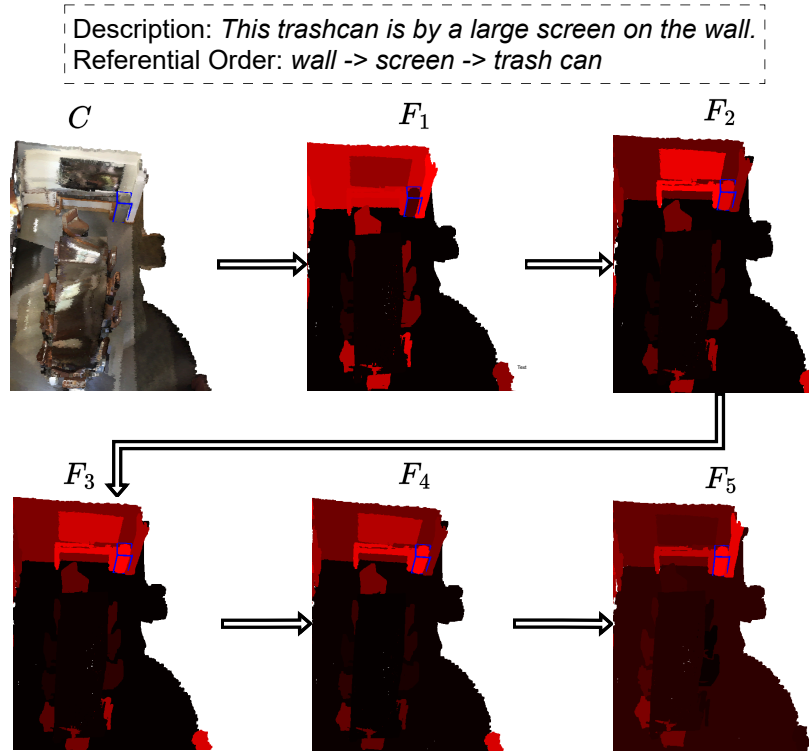 Description: This trashcan is by a large screen on the wall.
Referential Order: wall -> screen -> trash can
C
F1
F2
Text
F3
F4
F5